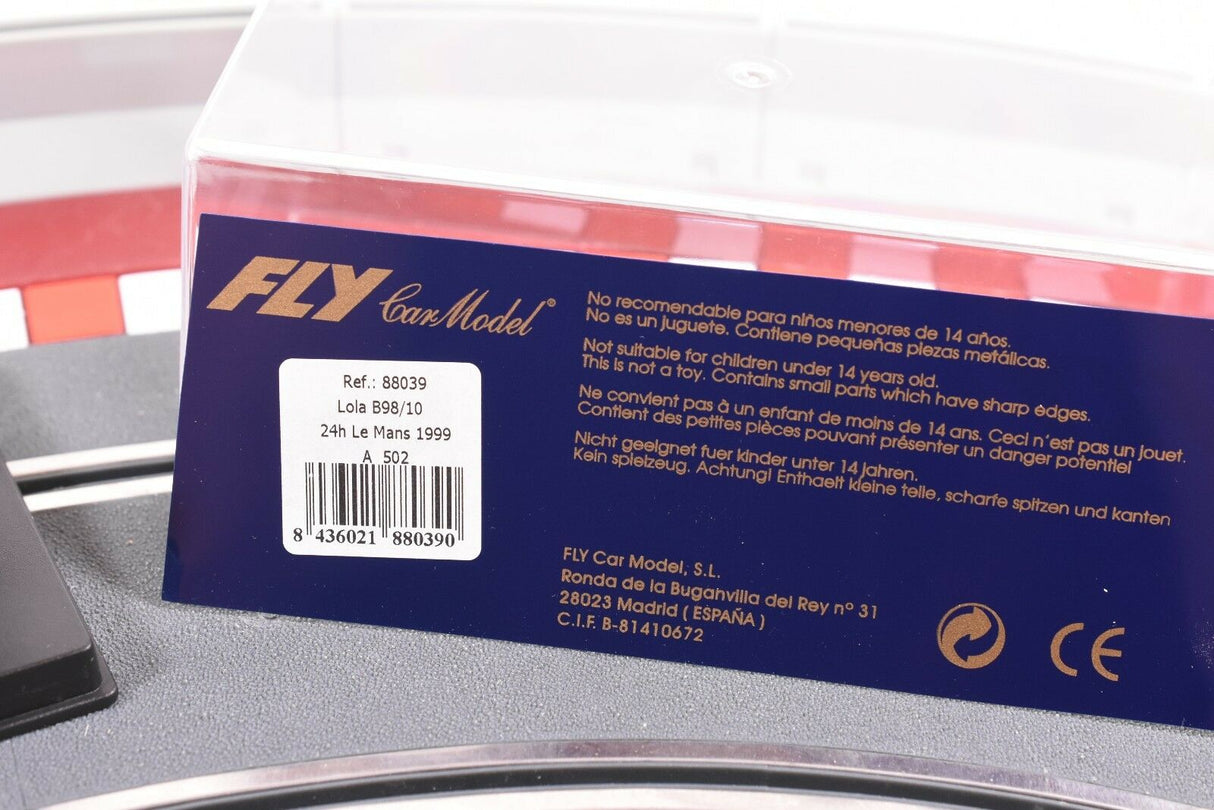 FLY Car Model®
Ref.: 88039
Lola B98/10
24h Le Mans 1999
A 502
8 436021 880390
No recomendable para niños menores de 14 años.
No es un juguete. Contiene pequeñas piezas metálicas.
Not suitable for children under 14 years old.
This is not a toy. Contains small parts which have sharp edges.
Ne convient pas à un enfant de moins de 14 ans. Ceci n'est pas un jouet.
Contient des petites pièces pouvant présenter un danger potentiel
Nicht geeignet fuer kinder unter 14 jahren.
Kein spielzeug. Achtung! Enthaelt kleine teile, scharfe spitzen und kanten
FLY Car Model, S.L.
Ronda de la Buganvilla del Rey nº 31
28023 Madrid ( ESPAÑA )
C.I.F. B-81410672
CE